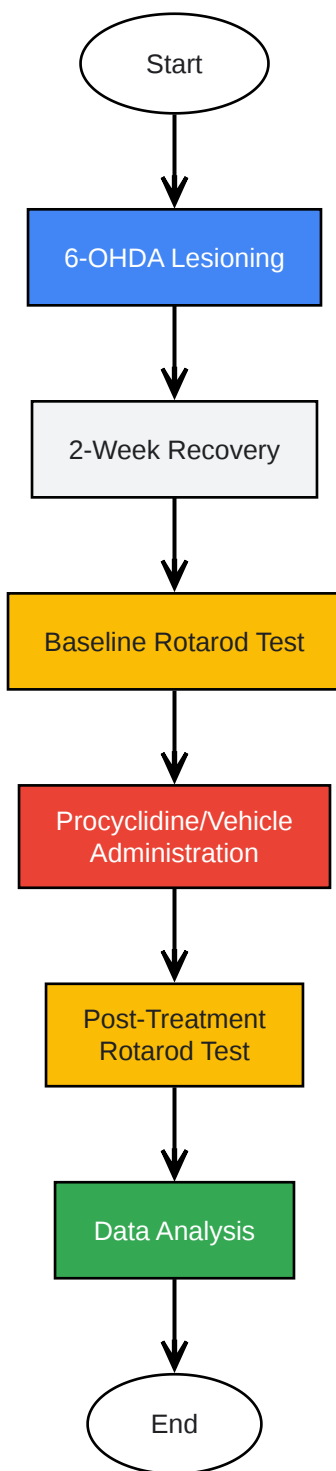 Start
6-OHDA Lesioning
2-Week Recovery
Baseline Rotarod Test
Procyclidine/Vehicle
Administration
Post-Treatment
Rotarod Test
Data Analysis
End